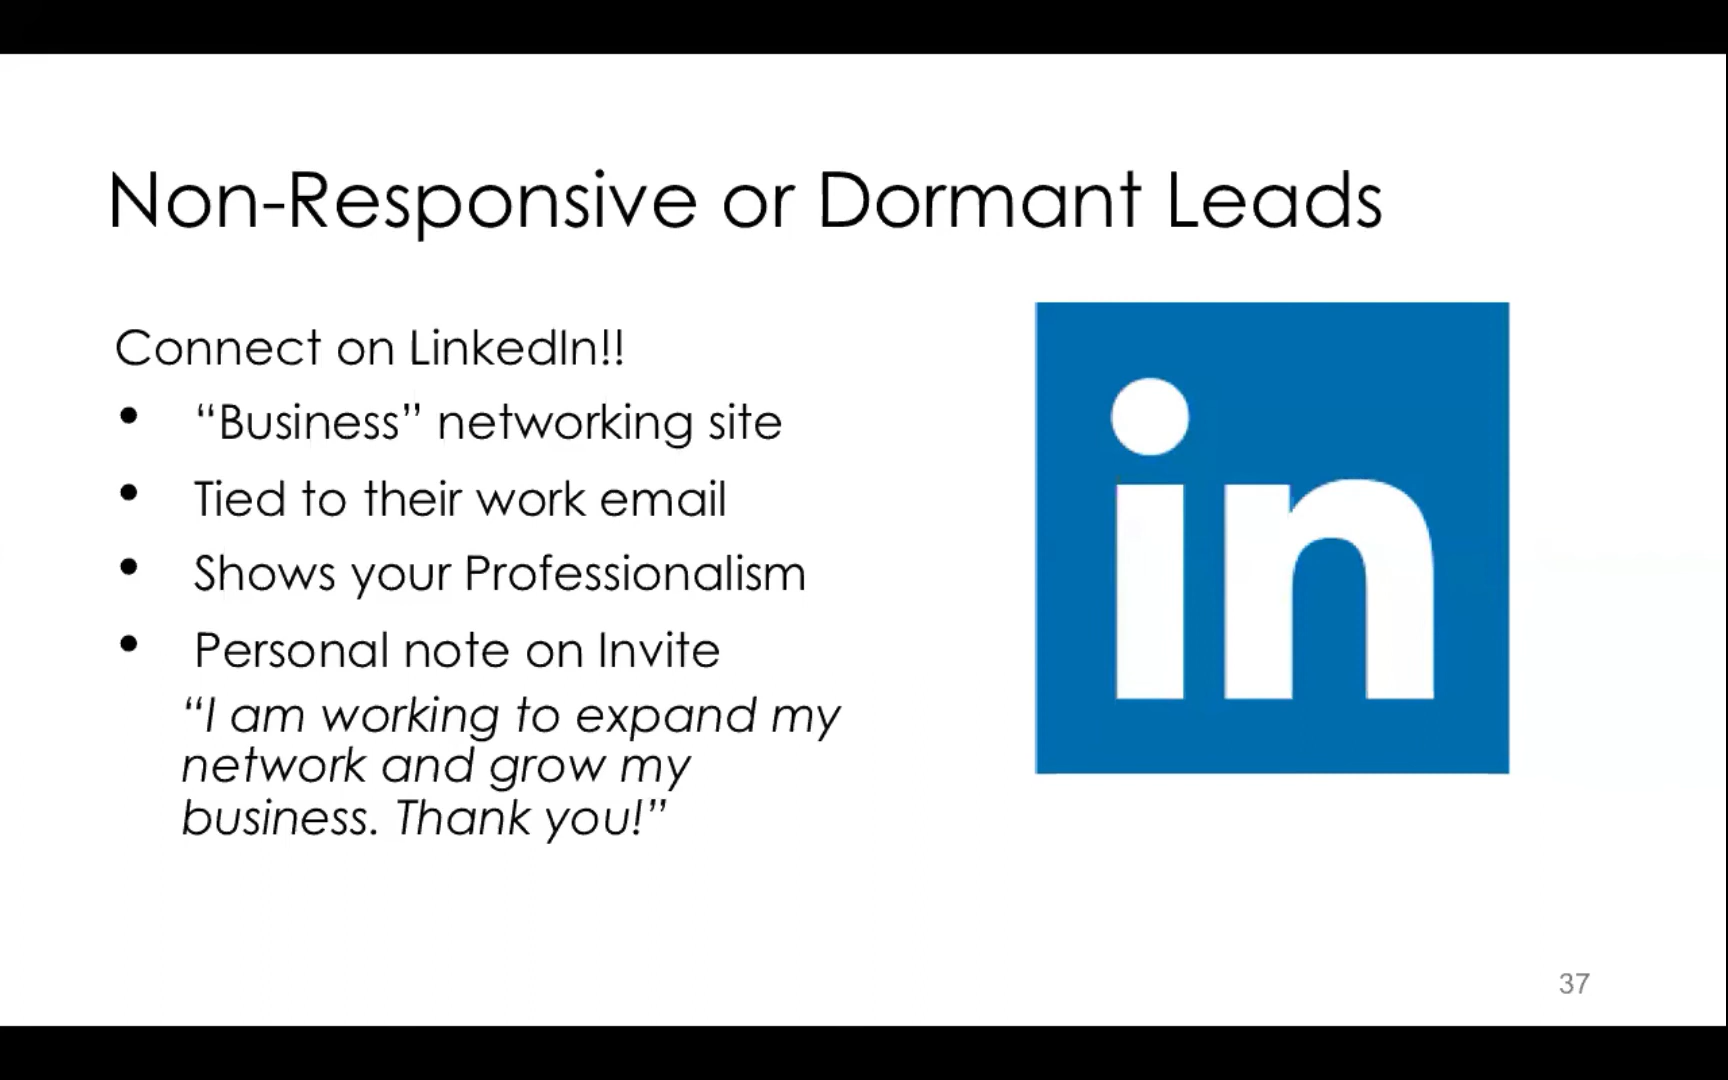 Non-Responsive or Dormant Leads
Connect on LinkedIn!!
• “Business” networking site
• Tied to their work email
• Shows your Professionalism
• Personal note on Invite
“I am working to expand my
network and grow my
business. Thank you!”
in
37